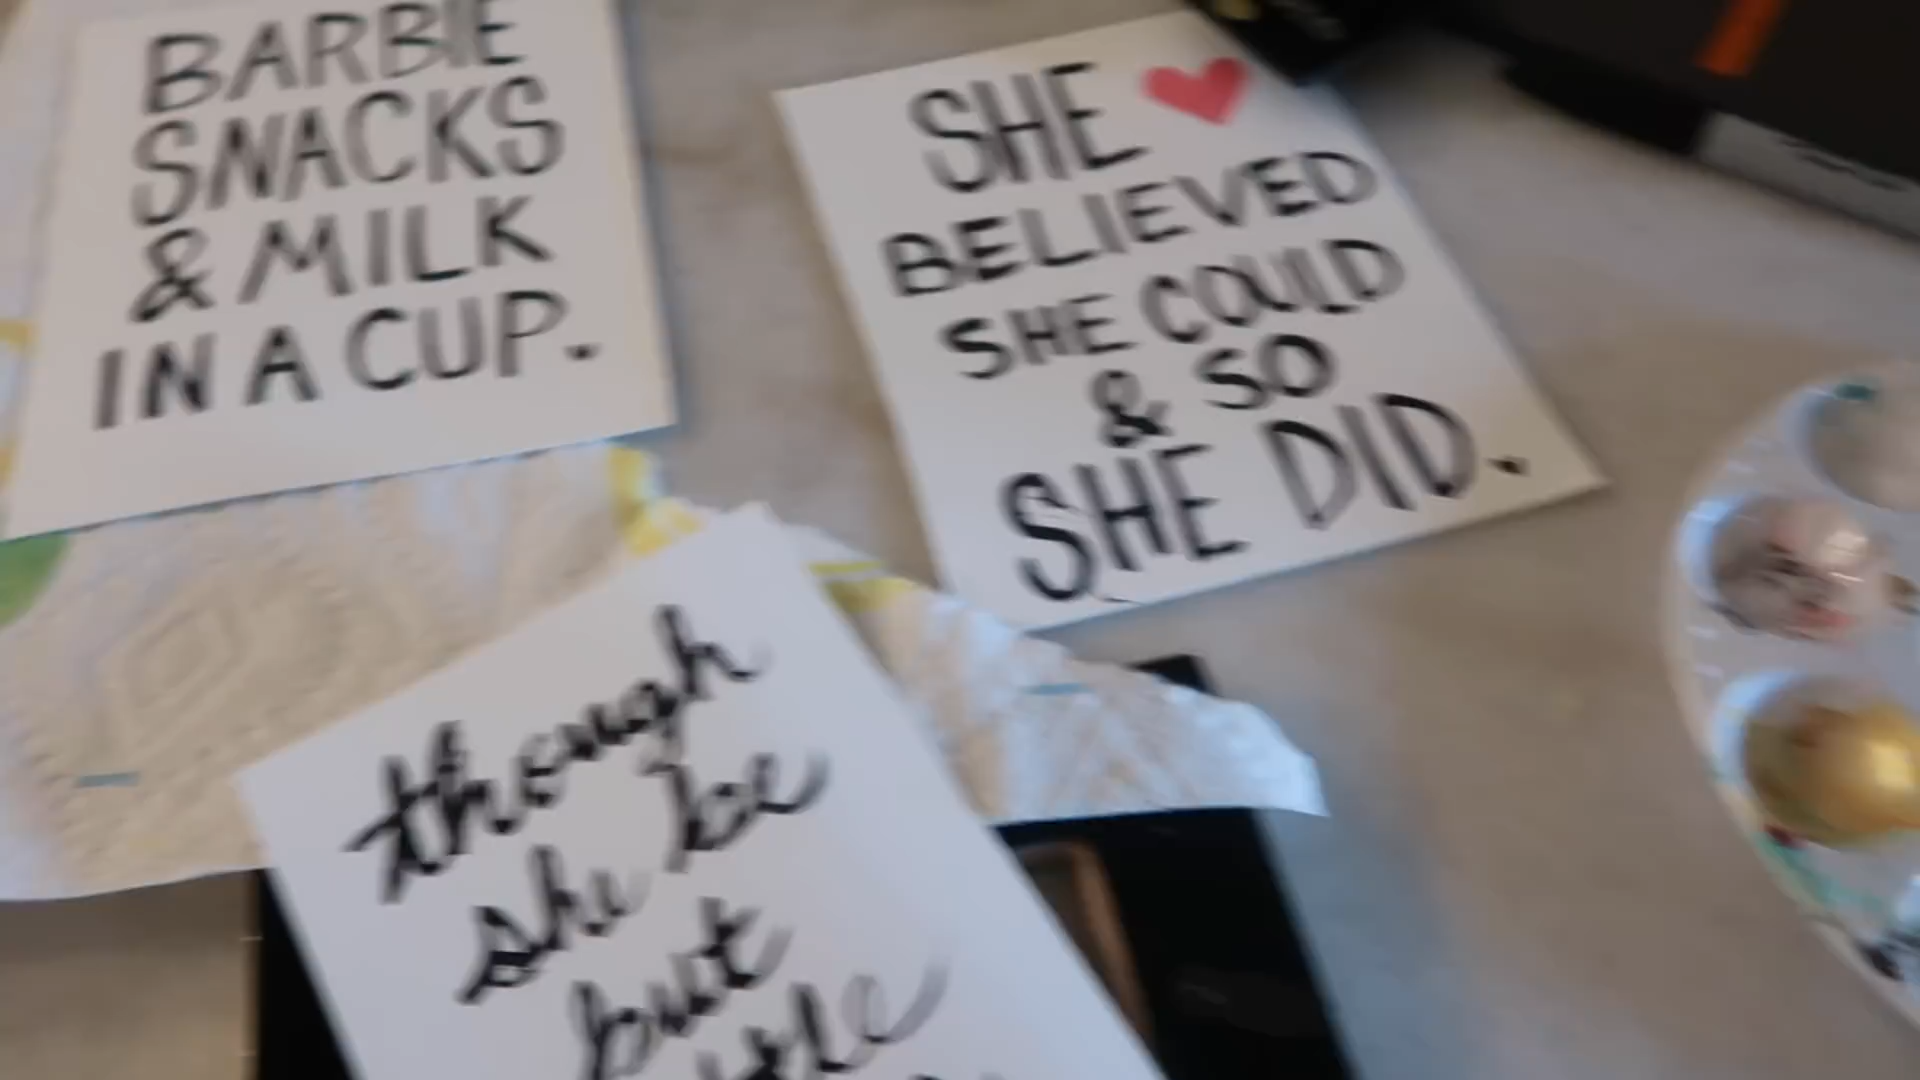 BARBIE
SNACKS
& MILK
IN A CUP.
SHE
BELIEVED
SHE COULD
& SO
SHE DID.
though
she be
but